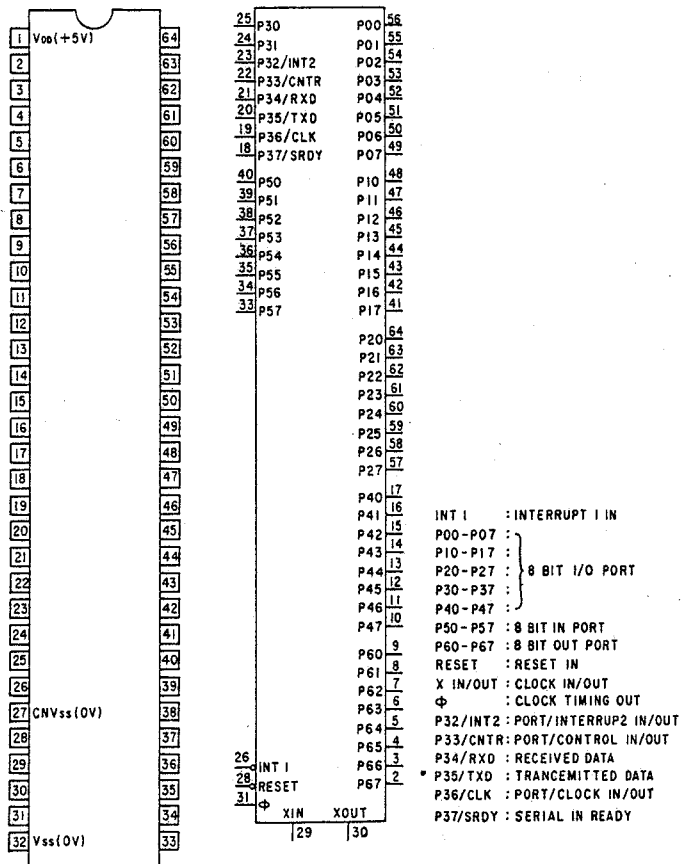 1 VDD(+5V) 64
2 63
3 62
4 61
5 60
6 59
7 58
8 57
9 56
10 55
11 54
12 53
13 52
14 51
15 50
16 49
17 48
18 47
19 46
20 45
21 44
22 43
23 42
24 41
25 40
26 39
27 CNVss(0V) 38
28 37
29 36
30 35
31 34
32 Vss(0V) 33
25 P30 P00 56
24 P31 P01 55
23 P32/INT2 P02 54
22 P33/CNTR P03 53
21 P34/RXD P04 52
20 P35/TXD P05 51
19 P36/CLK P06 50
18 P37/SRDY P07 49
40 P50 P10 48
39 P51 P11 47
38 P52 P12 46
37 P53 P13 45
36 P54 P14 44
35 P55 P15 43
34 P56 P16 42
33 P57 P17 41
P20 64
P21 63
P22 62
P23 61
P24 60
P25 59
P26 58
P27 57
P40 17
P41 16
P42 15
P43 14
P44 13
P45 12
P46 11
P47 10
P60 9
P61 8
P62 7
P63 6
P64 5
P65 4
P66 3
P67 2
26 INT 1
28 RESET
31 Φ
XIN XOUT
29 30
INT 1 : INTERRUPT 1 IN
P00-P07 :
P10-P17 :
P20-P27 : 8 BIT I/O PORT
P30-P37 :
P40-P47 :
P50-P57 : 8 BIT IN PORT
P60-P67 : 8 BIT OUT PORT
RESET : RESET IN
X IN/OUT : CLOCK IN/OUT
Φ : CLOCK TIMING OUT
P32/INT2 : PORT/INTERRUP2 IN/OUT
P33/CNTR : PORT/CONTROL IN/OUT
P34/RXD : RECEIVED DATA
P35/TXD : TRANCEMITTED DATA
P36/CLK : PORT/CLOCK IN/OUT
P37/SRDY : SERIAL IN READY